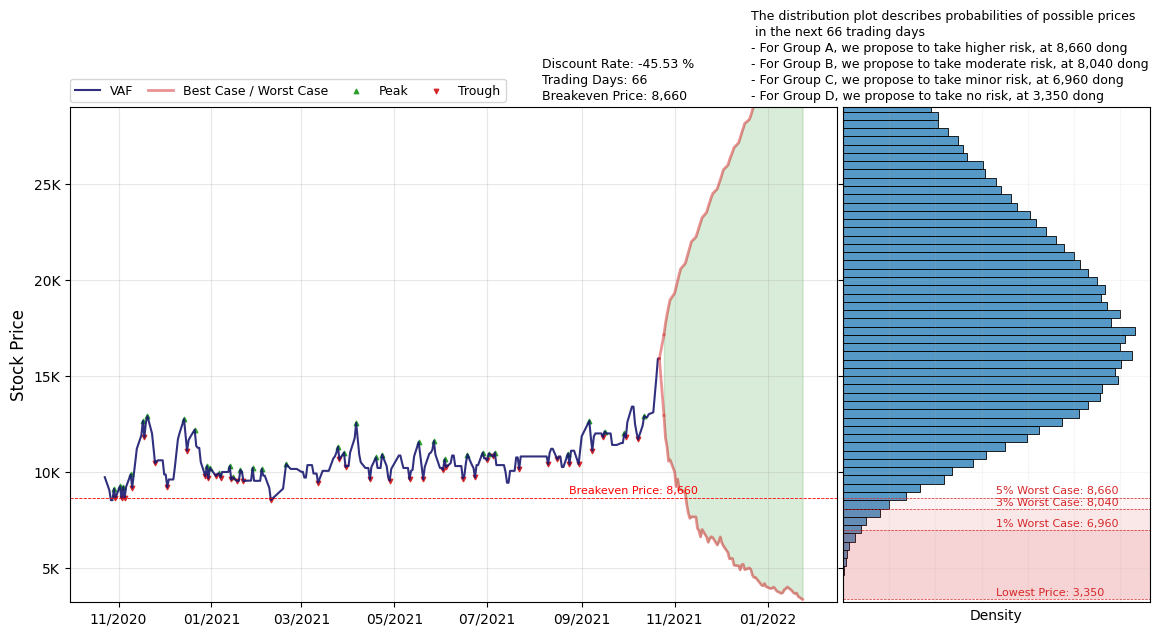 The distribution plot describes probabilities of possible prices
in the next 66 trading days
- For Group A, we propose to take higher risk, at 8,660 dong
- For Group B, we propose to take moderate risk, at 8,040 dong
- For Group C, we propose to take minor risk, at 6,960 dong
- For Group D, we propose to take no risk, at 3,350 dong
Discount Rate: -45.53 %
Trading Days: 66
Breakeven Price: 8,660
VAF
Best Case / Worst Case
Peak
Trough
Stock Price
25K
20K
15K
10K
5K
Breakeven Price: 8,660
11/2020
01/2021
03/2021
05/2021
07/2021
09/2021
11/2021
01/2022
5% Worst Case: 8,660
3% Worst Case: 8,040
1% Worst Case: 6,960
Lowest Price: 3,350
Density